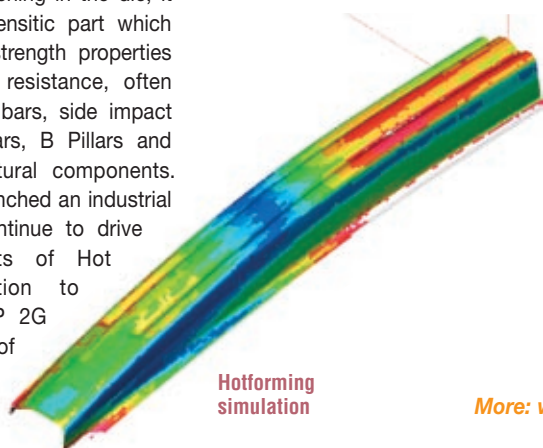 ening in the die, it
ensitic part which
trength properties
resistance, often
bars, side impact
ars, B Pillars and
tural components.
nched an industrial
ntinue to drive
ts of Hot
tion to
P 2G
of
Hotforming
simulation
More: v